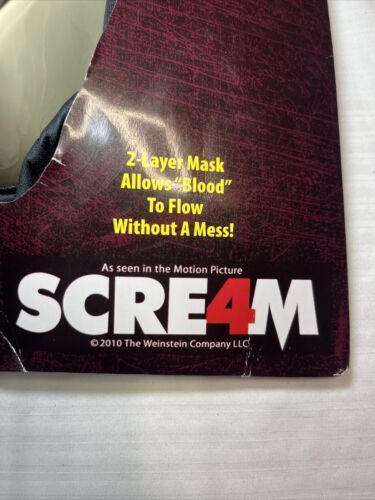 2-Layer Mask
Allows "Blood"
To Flow
Without A Mess!
As seen in the Motion Picture
SCRE4M
©2010 The Weinstein Company LLC